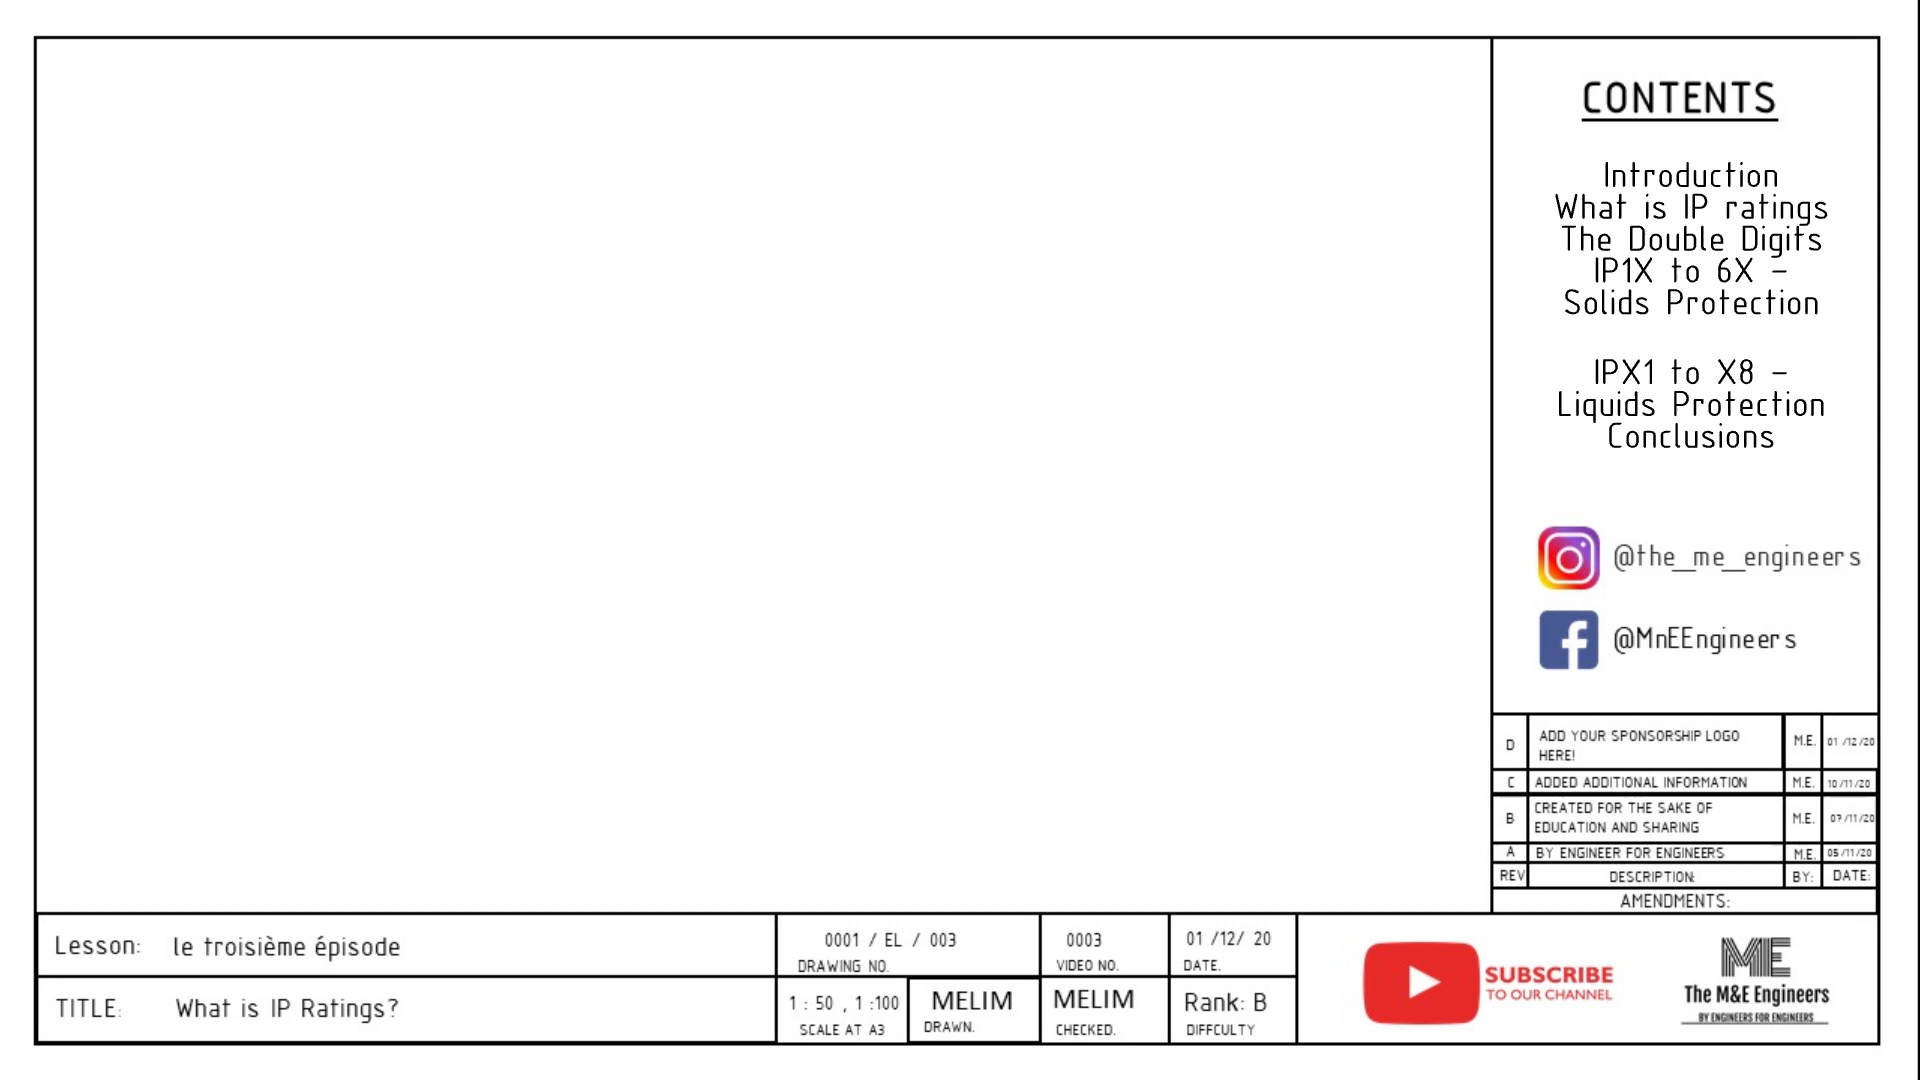 CONTENTS
Introduction
What is IP ratings
The Double Digits
IP1X to 6X -
Solids Protection
IPX1 to X8 -
Liquids Protection
Conclusions
@the_me_engineers
@MnEEngineers
D ADD YOUR SPONSORSHIP LOGO HERE! M.E. 01 /12 /20
C ADDED ADDITIONAL INFORMATION M.E. 10 /11 /20
B CREATED FOR THE SAKE OF EDUCATION AND SHARING M.E. 07 /11 /20
A BY ENGINEER FOR ENGINEERS M.E. 05 /11 /20
REV DESCRIPTION: BY: DATE:
AMENDMENTS:
Lesson: le troisième épisode
TITLE: What is IP Ratings?
0001 / EL / 003
DRAWING NO.
0003
VIDEO NO.
01 /12/ 20
DATE.
1 : 50 , 1 :100
SCALE AT A3
MELIM
DRAWN.
MELIM
CHECKED.
Rank: B
DIFFCULTY
SUBSCRIBE
TO OUR CHANNEL
ME
The M&E Engineers
BY ENGINEERS FOR ENGINEERS